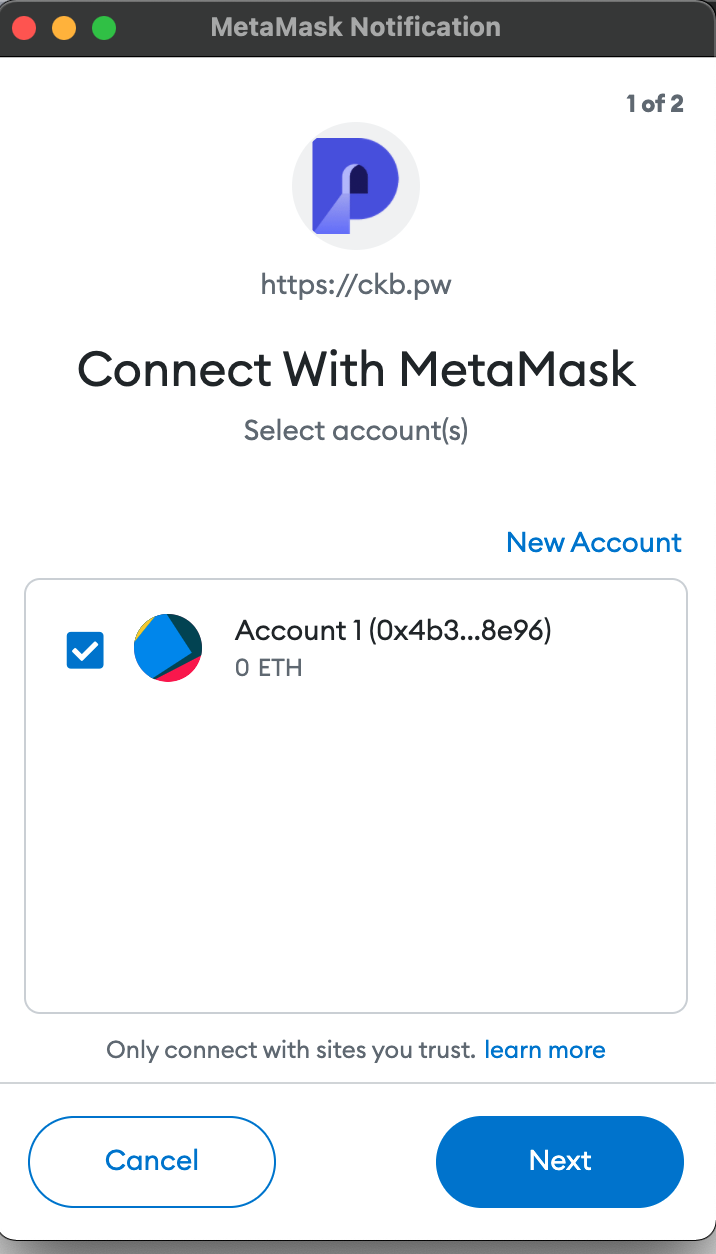 MetaMask Notification
1 of 2
https://ckb.pw
Connect With MetaMask
Select account(s)
New Account
Account 1 (0x4b3...8e96)
0 ETH
Only connect with sites you trust. learn more
Cancel
Next